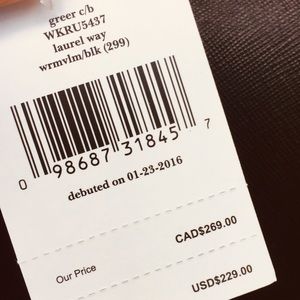 greer c/b
WKRU5437
laurel way
wrmvlm/blk (299)
0 98687 31845 7
debuted on 01-23-2016
CAD$269.00
Our Price
USD$229.00